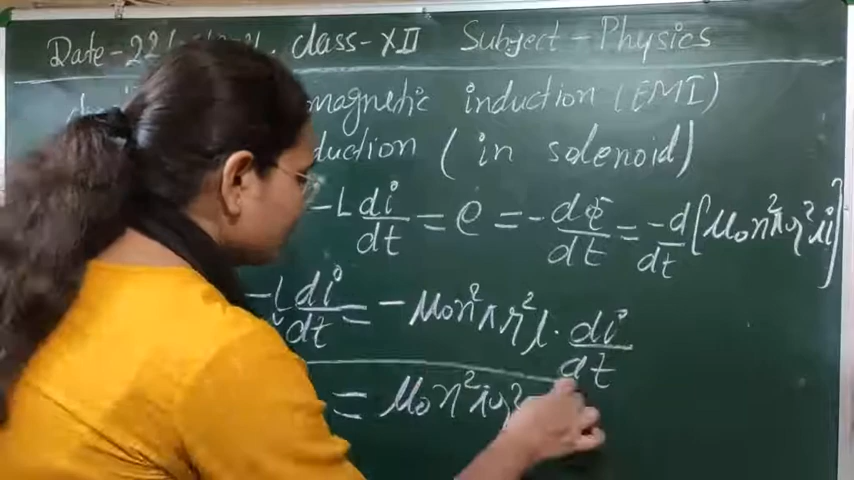 Date - 22 class - XII Subject - Physics
magnetic induction (EMI)
induction (in solenoid)
-L di/dt = e = -dΦ/dt = -d/dt [μ₀n²πr²li]
-L di/dt = -μ₀n²πr²l · di/dt
= μ₀n²πr²